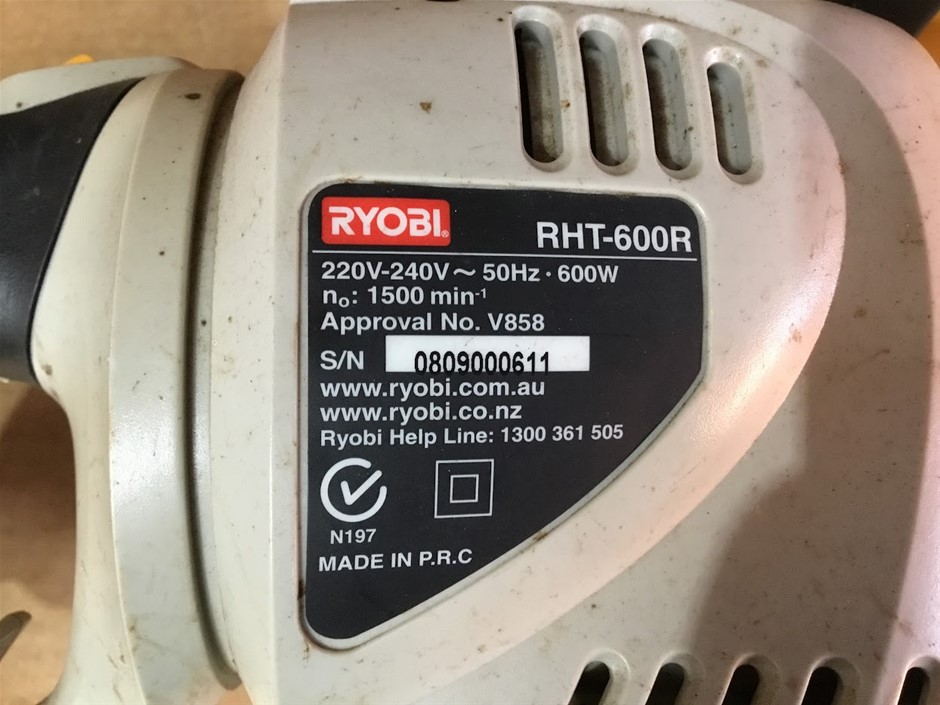 RYOBI®
RHT-600R
220V-240V ~ 50Hz · 600W
n₀: 1500 min⁻¹
Approval No. V858
S/N 0809000611
www.ryobi.com.au
www.ryobi.co.nz
Ryobi Help Line: 1300 361 505
N197
MADE IN P.R.C